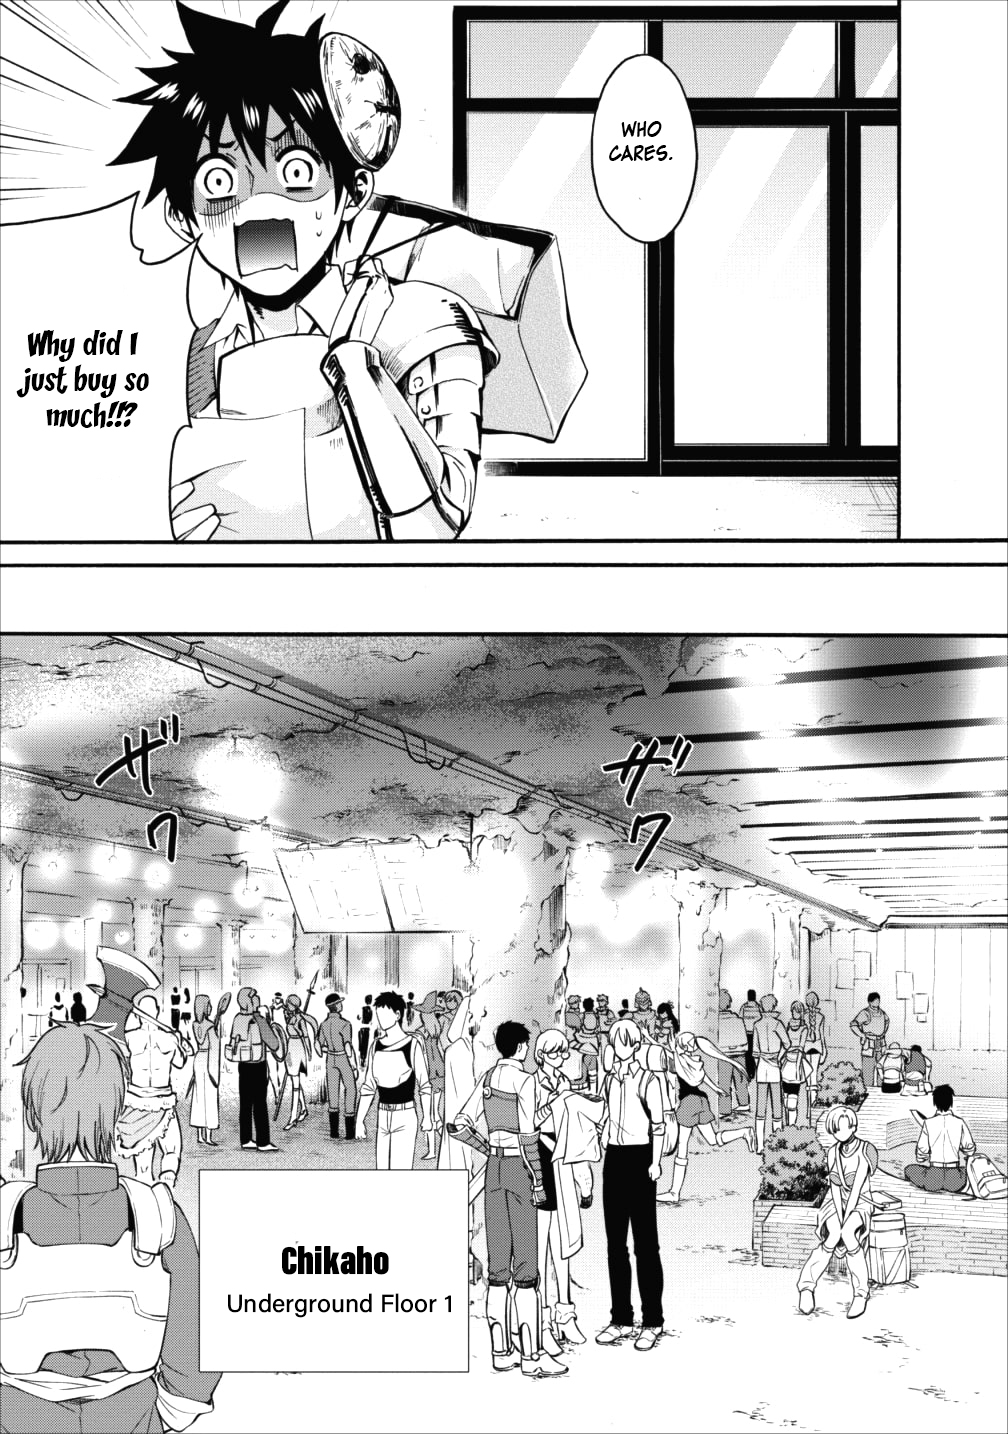 WHO
CARES.
Why did I
just buy so
much!!!?
ザ
ワ
ザ
ワ
Chikaho
Underground Floor 1